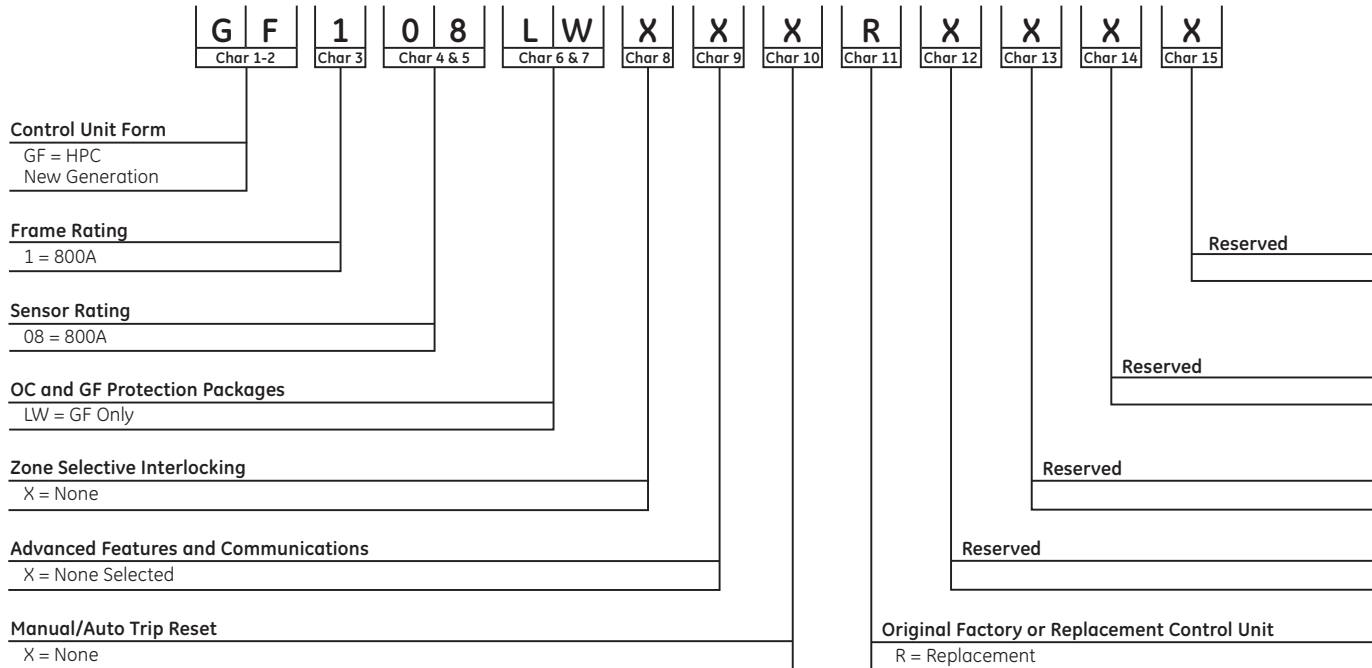 G F 1 0 8 L W X X X R X X X X
Char 1-2 Char 3 Char 4 & 5 Char 6 & 7 Char 8 Char 9 Char 10 Char 11 Char 12 Char 13 Char 14 Char 15
Control Unit Form
GF = HPC
New Generation
Frame Rating
1 = 800A
Reserved
Sensor Rating
08 = 800A
Reserved
OC and GF Protection Packages
LW = GF Only
Zone Selective Interlocking
X = None
Reserved
Advanced Features and Communications
X = None Selected
Reserved
Manual/Auto Trip Reset
X = None
Original Factory or Replacement Control Unit
R = Replacement